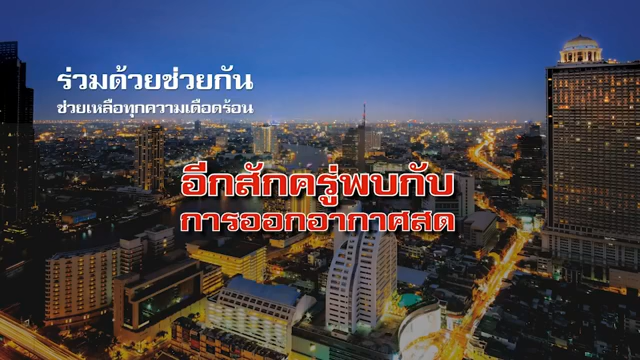 ร่วมด้วยช่วยกัน
ช่วยเหลือทุกความเดือดร้อน
อีกสักครู่พบกับ
การออกอากาศสด